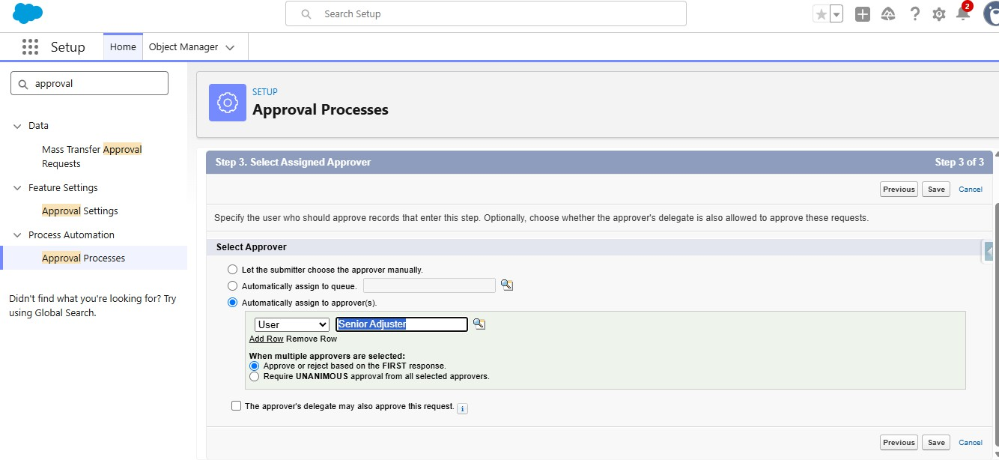 Search Setup
2
Setup
Home
Object Manager
approval
SETUP
Approval Processes
Data
Mass Transfer Approval
Requests
Feature Settings
Approval Settings
Process Automation
Approval Processes
Didn't find what you're looking for? Try
using Global Search.
Step 3. Select Assigned Approver
Step 3 of 3
Previous Save Cancel
Specify the user who should approve records that enter this step. Optionally, choose whether the approver's delegate is also allowed to approve these requests.
Select Approver
Let the submitter choose the approver manually.
Automatically assign to queue.
Automatically assign to approver(s).
User Senior Adjuster
Add Row Remove Row
When multiple approvers are selected:
Approve or reject based on the FIRST response.
Require UNANIMOUS approval from all selected approvers.
The approver's delegate may also approve this request. i
Previous Save Cancel